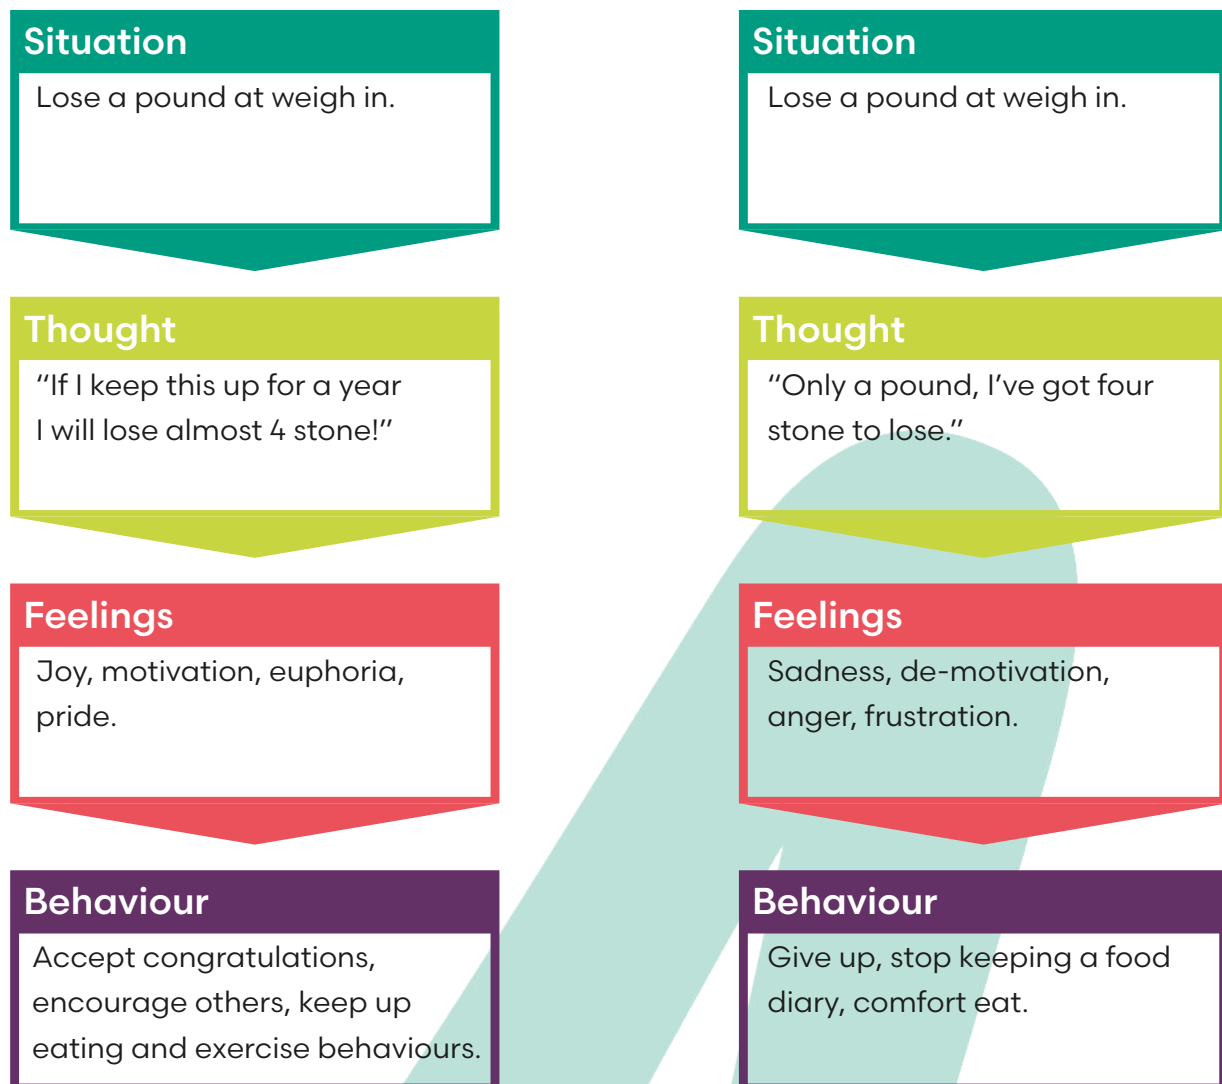 Situation
Lose a pound at weigh in.
Thought
“If I keep this up for a year
I will lose almost 4 stone!”
Feelings
Joy, motivation, euphoria,
pride.
Behaviour
Accept congratulations,
encourage others, keep up
eating and exercise behaviours.
Situation
Lose a pound at weigh in.
Thought
“Only a pound, I’ve got four
stone to lose.”
Feelings
Sadness, de-motivation,
anger, frustration.
Behaviour
Give up, stop keeping a food
diary, comfort eat.